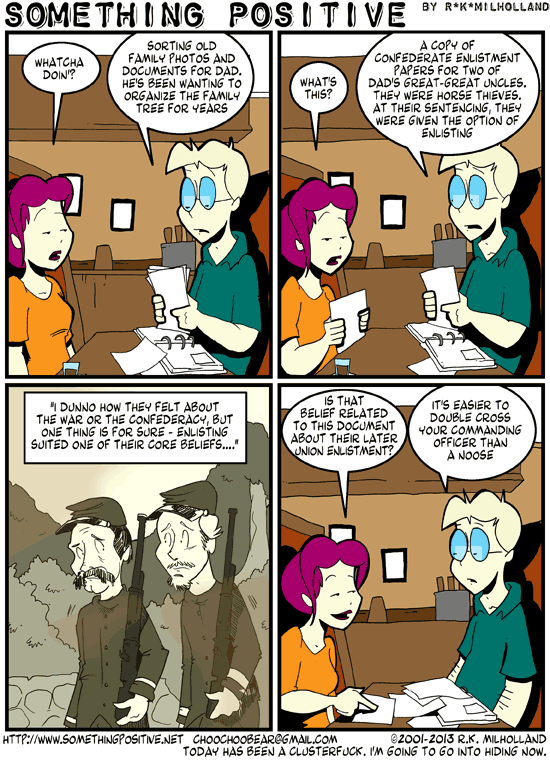 SOMETHING POSITIVE BY R*K*MILHOLLAND
WHATCHA
DOIN'?
SORTING OLD
FAMILY PHOTOS AND
DOCUMENTS FOR DAD.
HE'S BEEN WANTING TO
ORGANIZE THE FAMILY
TREE FOR YEARS
WHAT'S
THIS?
A COPY OF
CONFEDERATE ENLISTMENT
PAPERS FOR TWO OF
DAD'S GREAT-GREAT UNCLES.
THEY WERE HORSE THIEVES.
AT THEIR SENTENCING, THEY
WERE GIVEN THE OPTION OF
ENLISTING
"I DUNNO HOW THEY FELT ABOUT
THE WAR OR THE CONFEDERACY, BUT
ONE THING IS FOR SURE - ENLISTING
SUITED ONE OF THEIR CORE BELIEFS...."
IS THAT
BELIEF RELATED
TO THIS DOCUMENT
ABOUT THEIR LATER
UNION ENLISTMENT?
IT'S EASIER TO
DOUBLE CROSS
YOUR COMMANDING
OFFICER THAN
A NOOSE
HTTP://WWW.SOMETHINGPOSITIVE.NET CHOOCHOOBEAR@GMAIL.COM ©2001-2013 R.K. MILHOLLAND
TODAY HAS BEEN A CLUSTERFUCK. I'M GOING TO GO INTO HIDING NOW.